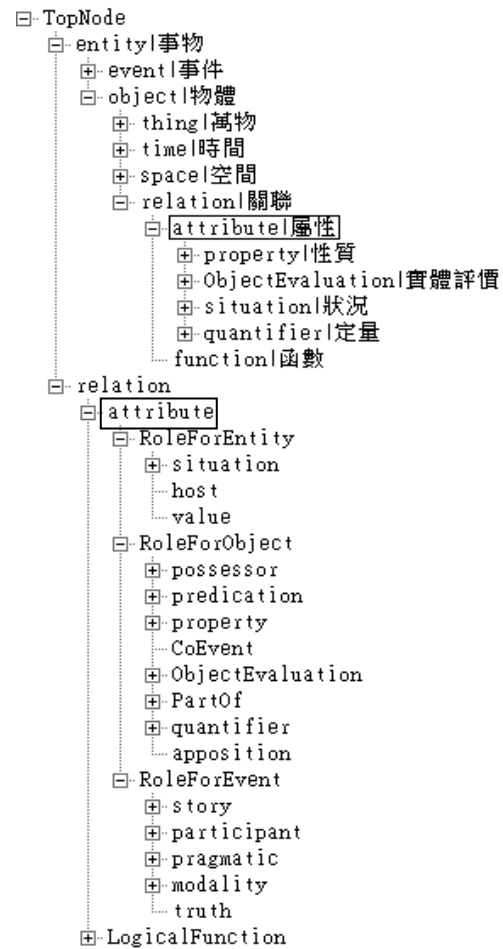 TopNode
entity|事物
event|事件
object|物體
thing|萬物
time|時間
space|空間
relation|關聯
attribute|屬性
property|性質
ObjectEvaluation|實體評價
situation|狀況
quantifier|定量
function|函數
relation
attribute
RoleForEntity
situation
host
value
RoleForObject
possessor
predication
property
CoEvent
ObjectEvaluation
PartOf
quantifier
apposition
RoleForEvent
story
participant
pragmatic
modality
truth
LogicalFunction